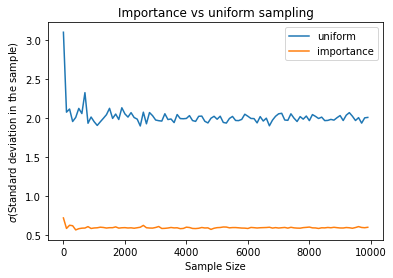 Importance vs uniform sampling
uniform
importance
3.0
2.5
2.0
1.5
1.0
0.5
σ(Standard deviation in the sample)
0
2000
4000
6000
8000
10000
Sample Size